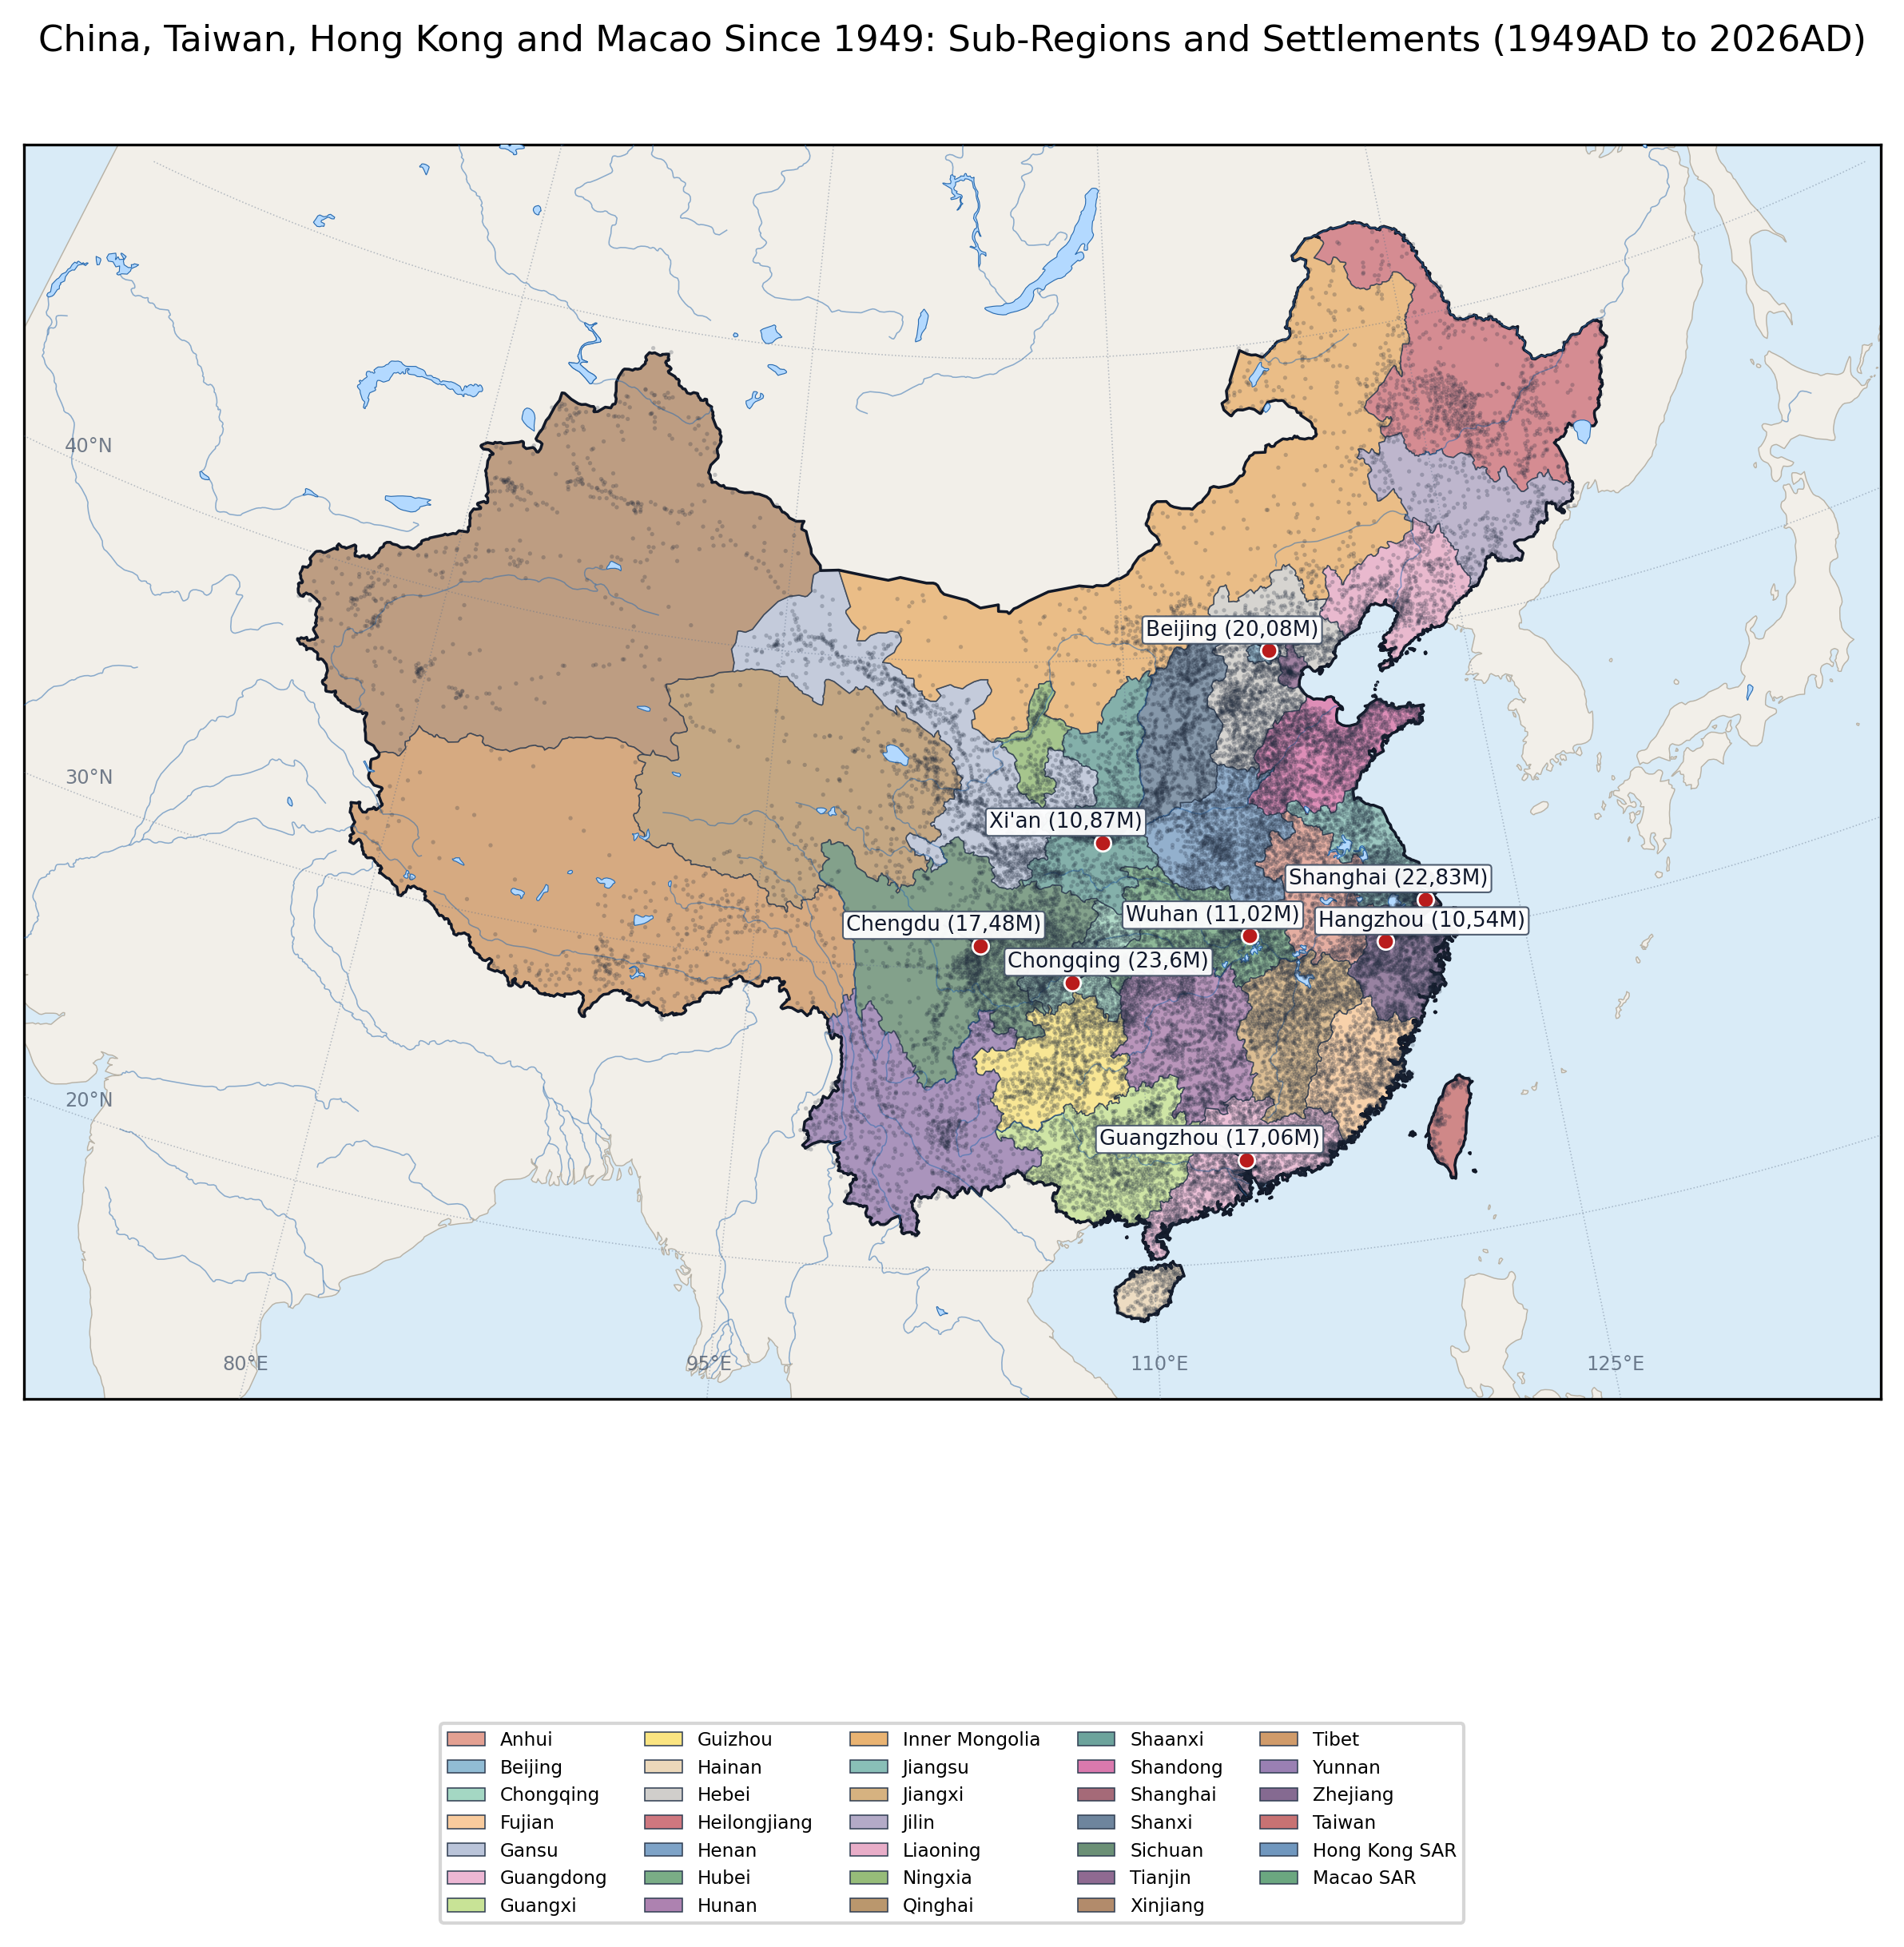 China, Taiwan, Hong Kong and Macao Since 1949: Sub-Regions and Settlements (1949AD to 2026AD)
40°N
30°N
20°N
80°E
95°E
110°E
125°E
Beijing (20,08M)
Xi'an (10,87M)
Shanghai (22,83M)
Wuhan (11,02M)
Hangzhou (10,54M)
Chengdu (17,48M)
Chongqing (23,6M)
Guangzhou (17,06M)
Anhui
Beijing
Chongqing
Fujian
Gansu
Guangdong
Guangxi
Guizhou
Hainan
Hebei
Heilongjiang
Henan
Hubei
Hunan
Inner Mongolia
Jiangsu
Jiangxi
Jilin
Liaoning
Ningxia
Qinghai
Shaanxi
Shandong
Shanghai
Shanxi
Sichuan
Tianjin
Xinjiang
Tibet
Yunnan
Zhejiang
Taiwan
Hong Kong SAR
Macao SAR